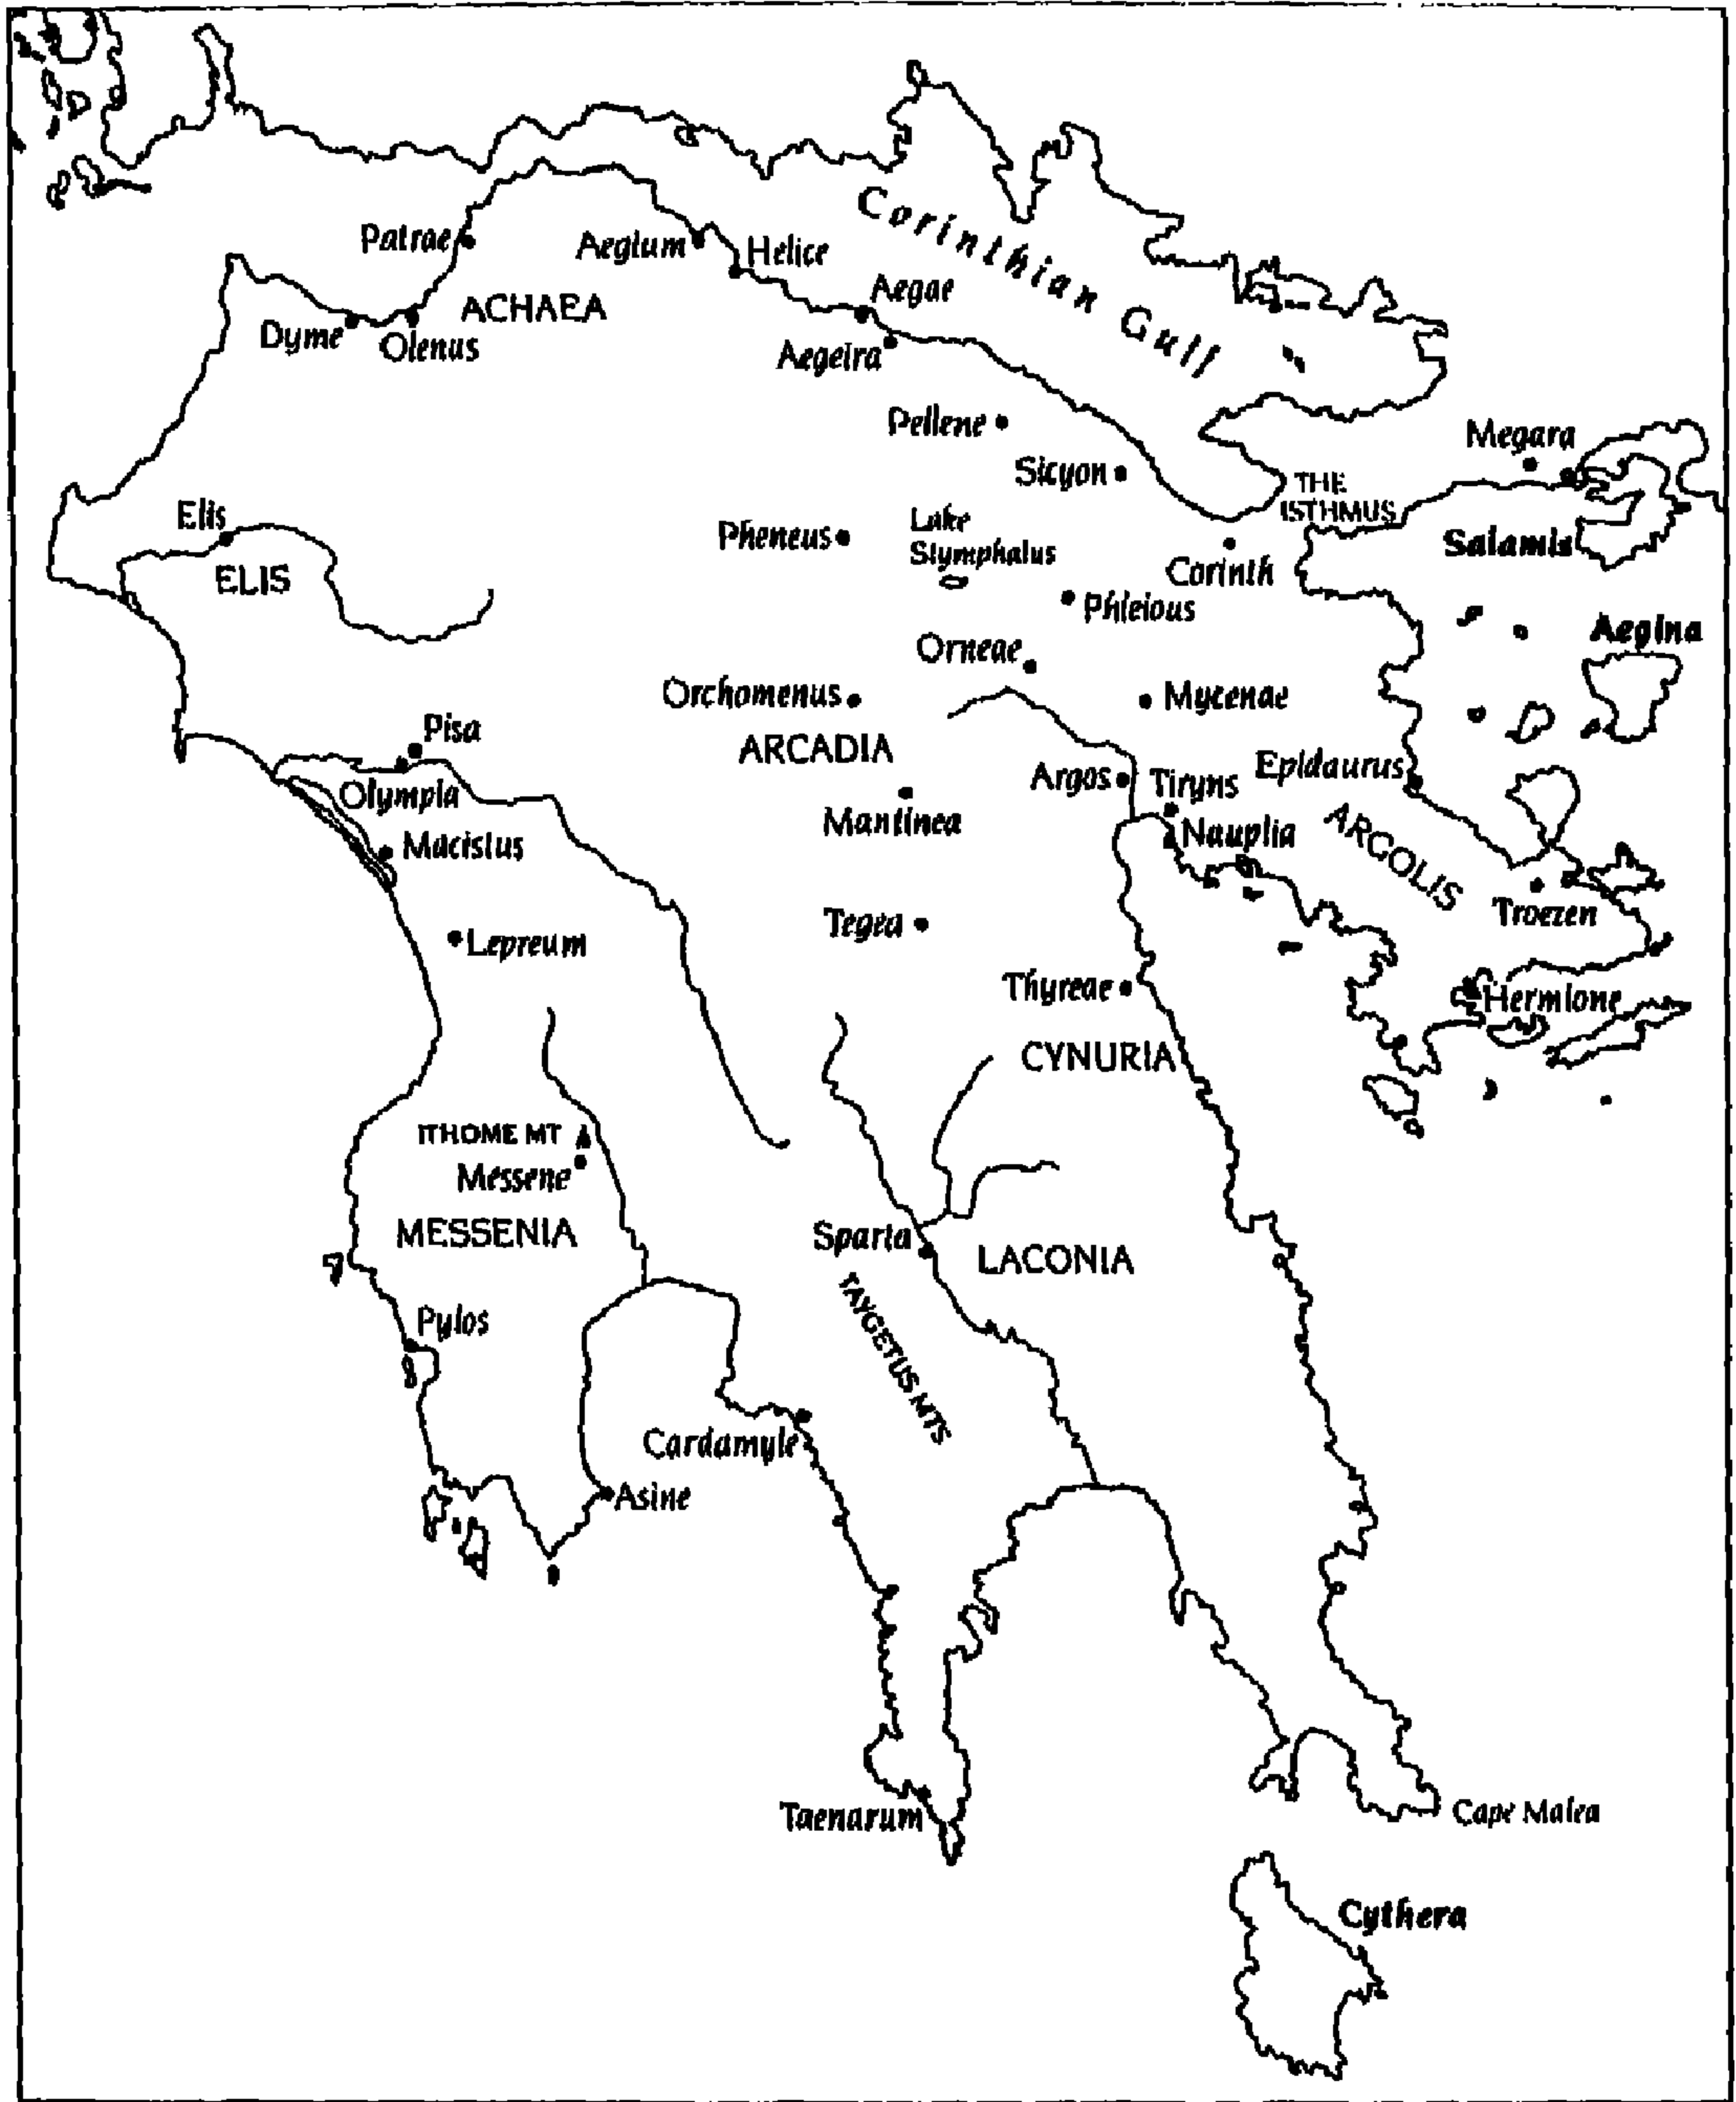 Corinthian Gulf
Patrae
Aegium
Helice
ACHAEA
Aegae
Dyme
Olenus
Aegeira
Pellene
Megara
Sicyon
THE
ISTHMUS
Elis
Pheneus
Lake
Stymphalus
Salamis
ELIS
Corinth
Phleious
Aegina
Orneae
Orchomenus
Mycenae
Pisa
ARCADIA
Argos
Tiryns
Epidaurus
Olympia
Mantinea
Nauplia
ARGOLIS
Macistus
Tegea
Troezen
Lepreum
Thyreae
Hermione
CYNURIA
ITHOME MT
Messene
MESSENIA
Sparta
LACONIA
TAYGETUS MTS
Pylos
Cardamyle
Asine
Taenarum
Cape Malea
Cythera